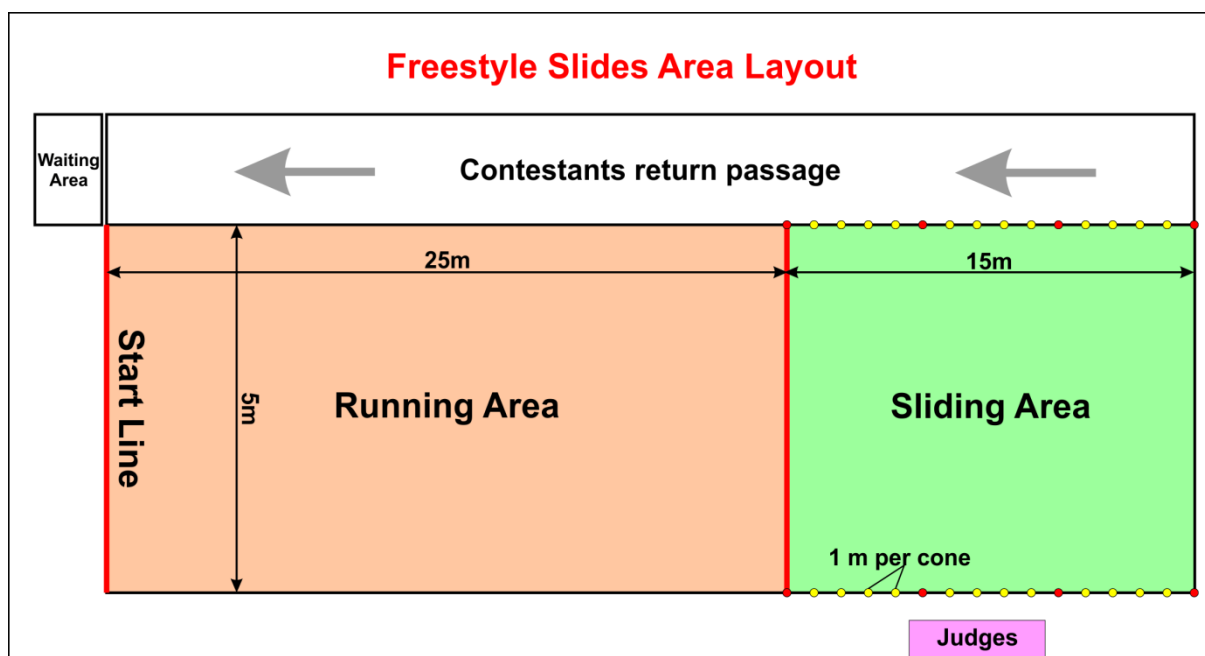 Freestyle Slides Area Layout
Waiting
Area
Contestants return passage
25m
15m
Start Line
5m
Running Area
Sliding Area
1 m per cone
Judges